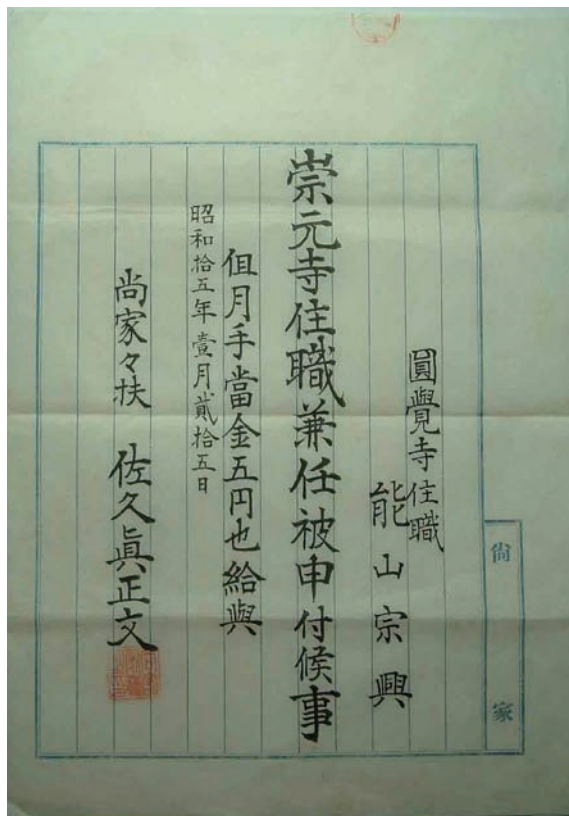 圓覺寺住職
能山宗興
崇元寺住職兼任被申付候事
但月手當金五円也給與
昭和拾五年壹月貳拾五日
尚家々扶 佐久眞正文
尚家